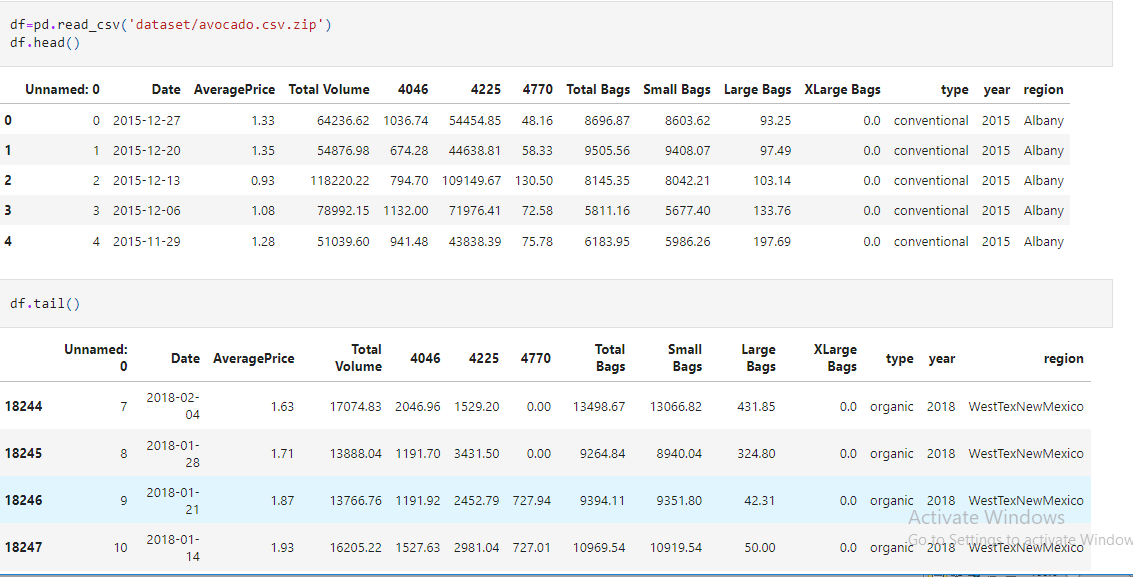 df=pd.read_csv('dataset/avocado.csv.zip')
df.head()
Unnamed: 0 Date AveragePrice Total Volume 4046 4225 4770 Total Bags Small Bags Large Bags XLarge Bags type year region
0 0 2015-12-27 1.33 64236.62 1036.74 54454.85 48.16 8696.87 8603.62 93.25 0.0 conventional 2015 Albany
1 1 2015-12-20 1.35 54876.98 674.28 44638.81 58.33 9505.56 9408.07 97.49 0.0 conventional 2015 Albany
2 2 2015-12-13 0.93 118220.22 794.70 109149.67 130.50 8145.35 8042.21 103.14 0.0 conventional 2015 Albany
3 3 2015-12-06 1.08 78992.15 1132.00 71976.41 72.58 5811.16 5677.40 133.76 0.0 conventional 2015 Albany
4 4 2015-11-29 1.28 51039.60 941.48 43838.39 75.78 6183.95 5986.26 197.69 0.0 conventional 2015 Albany
df.tail()
Unnamed: Total Total Small Large XLarge
0 Date AveragePrice Volume 4046 4225 4770 Bags Bags Bags Bags type year region
18244 7 2018-02- 1.63 17074.83 2046.96 1529.20 0.00 13498.67 13066.82 431.85 0.0 organic 2018 WestTexNewMexico
04
18245 8 2018-01- 1.71 13888.04 1191.70 3431.50 0.00 9264.84 8940.04 324.80 0.0 organic 2018 WestTexNewMexico
28
18246 9 2018-01- 1.87 13766.76 1191.92 2452.79 727.94 9394.11 9351.80 42.31 0.0 organic 2018 WestTexNewMexico
21
Activate Windows
Go to Settings to activate Window
18247 10 2018-01- 1.93 16205.22 1527.63 2981.04 727.01 10969.54 10919.54 50.00 0.0 organic 2018 WestTexNewMexico
14